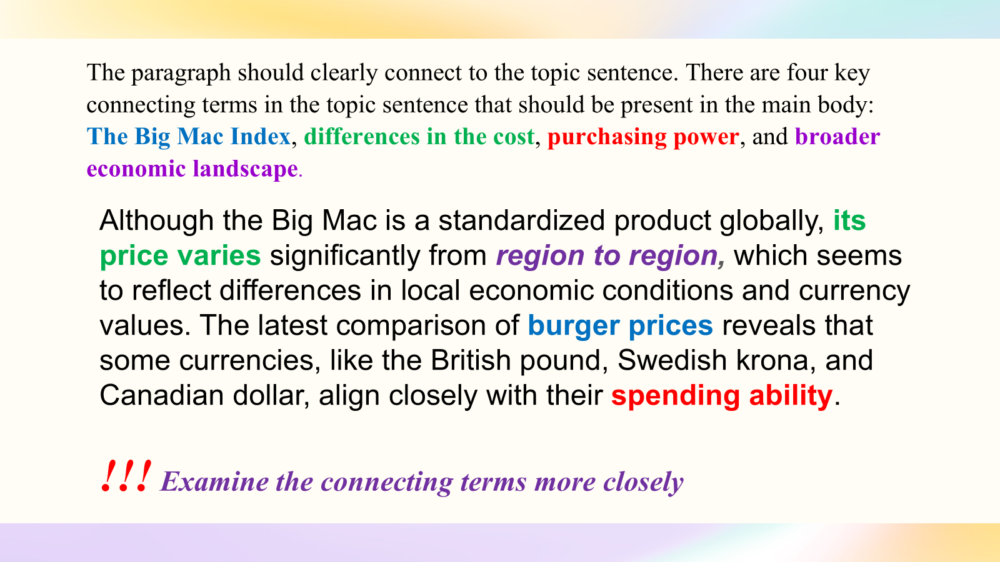 The paragraph should clearly connect to the topic sentence. There are four key
connecting terms in the topic sentence that should be present in the main body:
The Big Mac Index, differences in the cost, purchasing power, and broader
economic landscape.
Although the Big Mac is a standardized product globally, its
price varies significantly from region to region, which seems
to reflect differences in local economic conditions and currency
values. The latest comparison of burger prices reveals that
some currencies, like the British pound, Swedish krona, and
Canadian dollar, align closely with their spending ability.
!!! Examine the connecting terms more closely